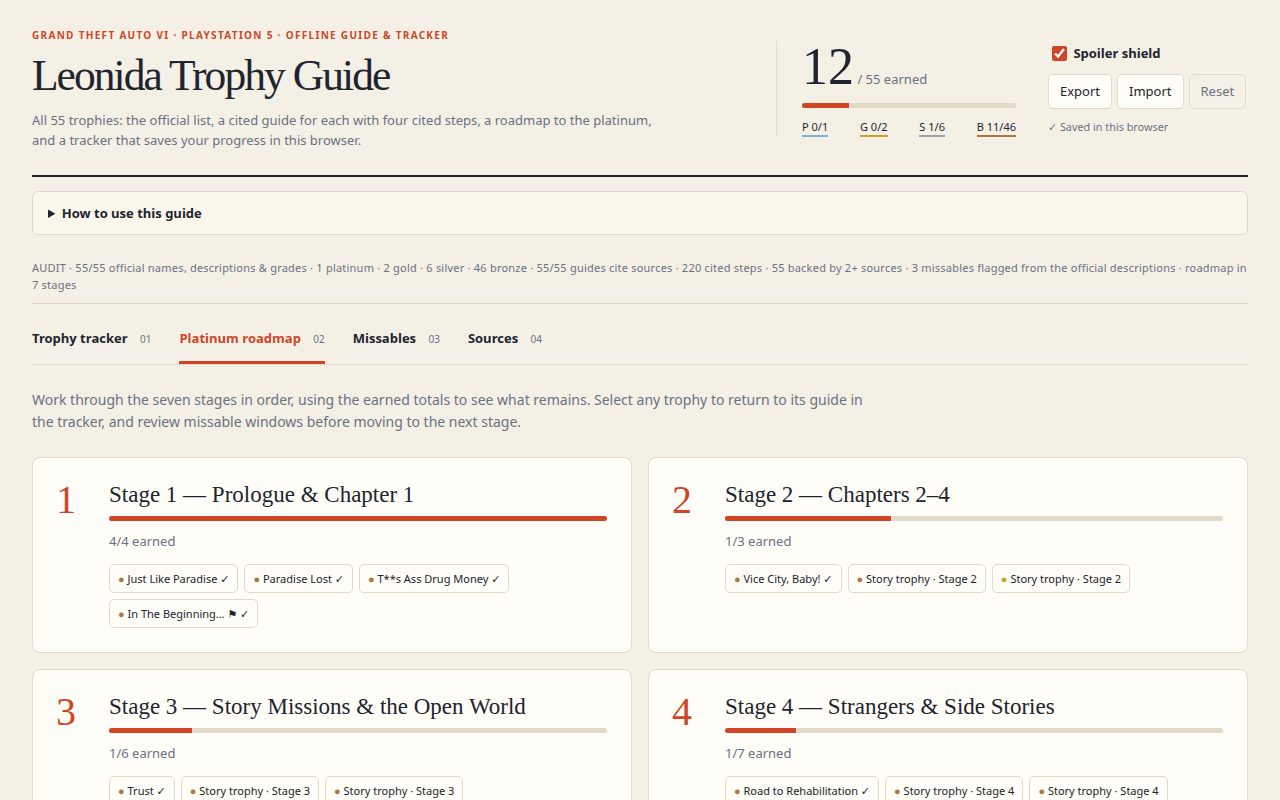 GRAND THEFT AUTO VI · PLAYSTATION 5 · OFFLINE GUIDE & TRACKER
Leonida Trophy Guide
All 55 trophies: the official list, a cited guide for each with four cited steps, a roadmap to the platinum,
and a tracker that saves your progress in this browser.
12 / 55 earned
P 0/1 G 0/2 S 1/6 B 11/46
Spoiler shield
Export Import Reset
✓ Saved in this browser
▶ How to use this guide
AUDIT · 55/55 official names, descriptions & grades · 1 platinum · 2 gold · 6 silver · 46 bronze · 55/55 guides cite sources · 220 cited steps · 55 backed by 2+ sources · 3 missables flagged from the official descriptions · roadmap in
7 stages
Trophy tracker 01 Platinum roadmap 02 Missables 03 Sources 04
Work through the seven stages in order, using the earned totals to see what remains. Select any trophy to return to its guide in
the tracker, and review missable windows before moving to the next stage.
1
Stage 1 — Prologue & Chapter 1
4/4 earned
● Just Like Paradise ✓ ● Paradise Lost ✓ ● T**s Ass Drug Money ✓
● In The Beginning... ⚑ ✓
2
Stage 2 — Chapters 2–4
1/3 earned
● Vice City, Baby! ✓ ● Story trophy · Stage 2 ● Story trophy · Stage 2
3
Stage 3 — Story Missions & the Open World
1/6 earned
● Trust ✓ ● Story trophy · Stage 3 ● Story trophy · Stage 3
4
Stage 4 — Strangers & Side Stories
1/7 earned
● Road to Rehabilitation ✓ ● Story trophy · Stage 4 ● Story trophy · Stage 4